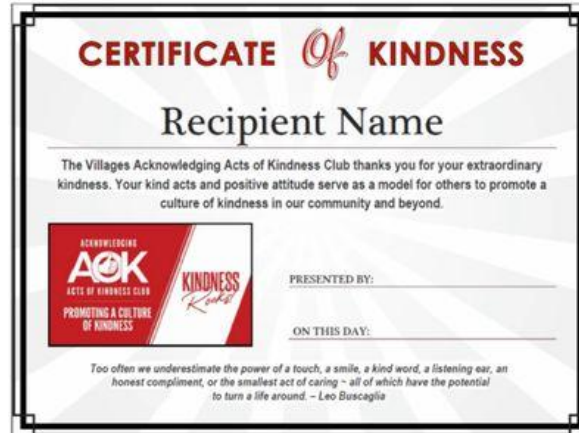 CERTIFICATE Of KINDNESS
Recipient Name
The Villages Acknowledging Acts of Kindness Club thanks you for your extraordinary
kindness. Your kind acts and positive attitude serve as a model for others to promote a
culture of kindness in our community and beyond.
ACKNOWLEDGING
AOK
ACTS OF KINDNESS CLUB
PROMOTING A CULTURE
OF KINDNESS
KINDNESS
Rocks!
PRESENTED BY:
ON THIS DAY:
Too often we underestimate the power of a touch, a smile, a kind word, a listening ear, an
honest compliment, or the smallest act of caring ~ all of which have the potential
to turn a life around. – Leo Buscaglia